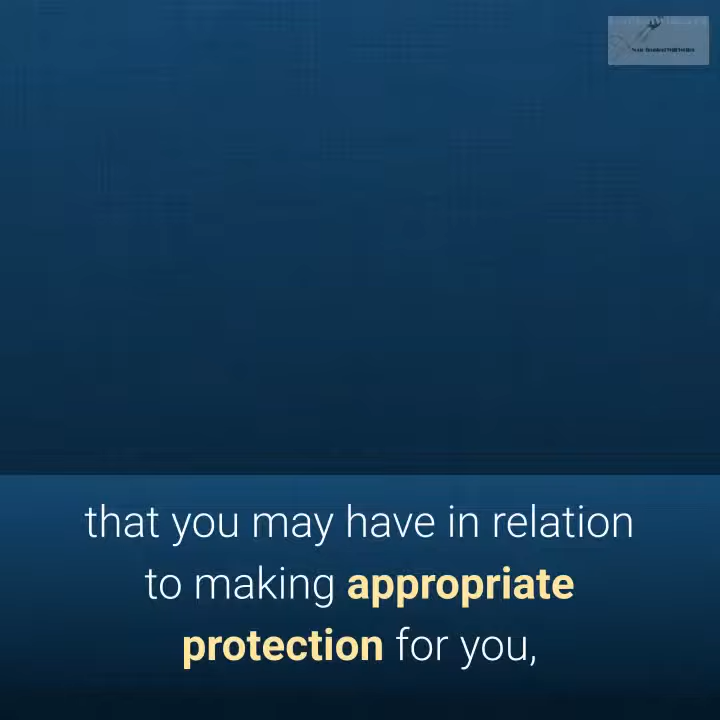 that you may have in relation
to making appropriate
protection for you,